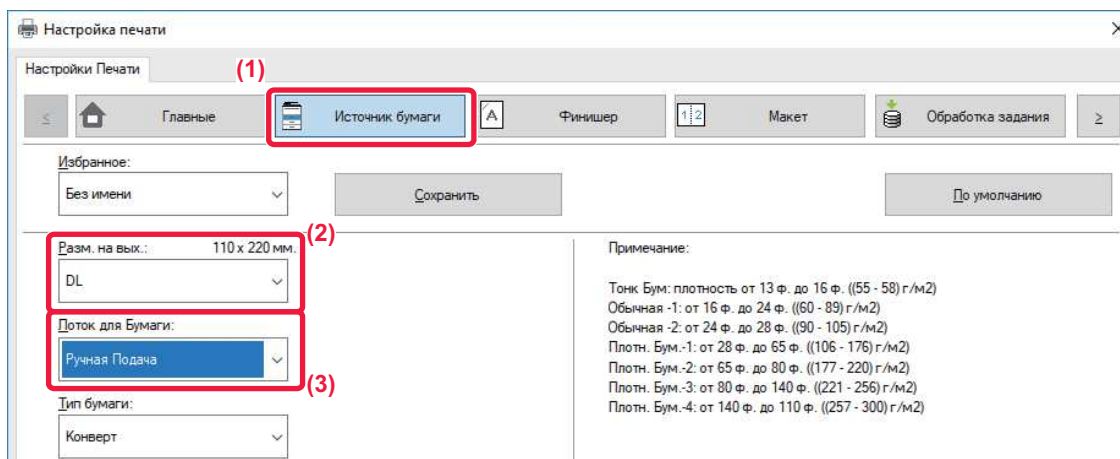 Настройка печати
Настройки Печати
(1)
<
Главные
Источник бумаги
A
Финишер
1 2
Макет
Обработка задания
>
Избранное:
Без имени
Сохранить
По умолчанию
Разм. на вых.: 110 x 220 мм.
(2)
DL
Лоток для Бумаги:
Ручная Подача
(3)
Тип бумаги:
Конверт
Примечание:
Тонк Бум: плотность от 13 ф. до 16 ф. ((55 - 58) г/м2)
Обычная -1: от 16 ф. до 24 ф. ((60 - 89) г/м2)
Обычная -2: от 24 ф. до 28 ф. ((90 - 105) г/м2)
Плотн. Бум.-1: от 28 ф. до 65 ф. ((106 - 176) г/м2)
Плотн. Бум.-2: от 65 ф. до 80 ф. ((177 - 220) г/м2)
Плотн. Бум.-3: от 80 ф. до 140 ф. ((221 - 256) г/м2)
Плотн. Бум.-4: от 140 ф. до 110 ф. ((257 - 300) г/м2)